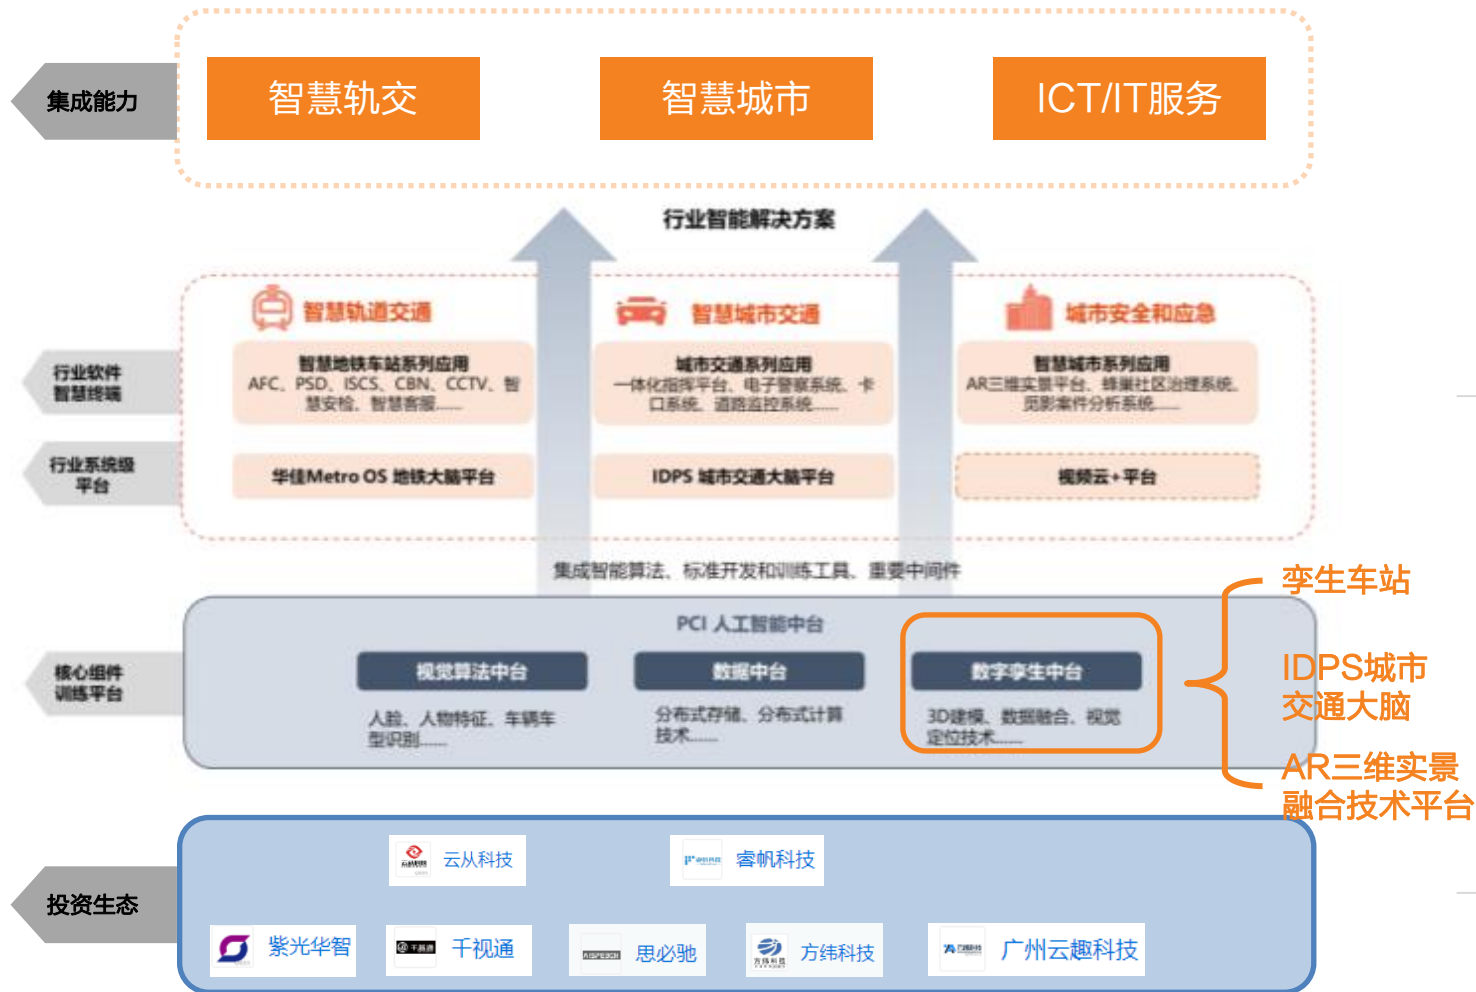 集成能力
智慧轨交
智慧城市
ICT/IT服务
行业智能解决方案
智慧轨道交通
智慧城市交通
城市安全和应急
行业软件
智慧终端
智慧地铁车站系列应用
AFC、PSD、ISCS、CBN、CCTV、智
慧安检、智慧客服......
城市交通系列应用
一体化指挥平台、电子警察系统、卡
口系统、道路监控系统......
智慧城市系列应用
AR三维实景平台、蜂巢社区治理系统、
觅影案件分析系统......
行业系统级
平台
华佳Metro OS 地铁大脑平台
IDPS 城市交通大脑平台
视频云+平台
集成智能算法、标准开发和训练工具、重要中间件
孪生车站
IDPS城市
交通大脑
AR三维实景
融合技术平台
PCI 人工智能中台
核心组件
训练平台
视觉算法中台
人脸、人物特征、车辆车
型识别......
数据中台
分布式存储、分布式计算
技术......
数字孪生中台
3D建模、数据融合、视觉
定位技术......
投资生态
云从科技
睿帆科技
紫光华智
千视通
千视通
AISPEECH
思必驰
方纬科技
方纬科技
广州云趣科技